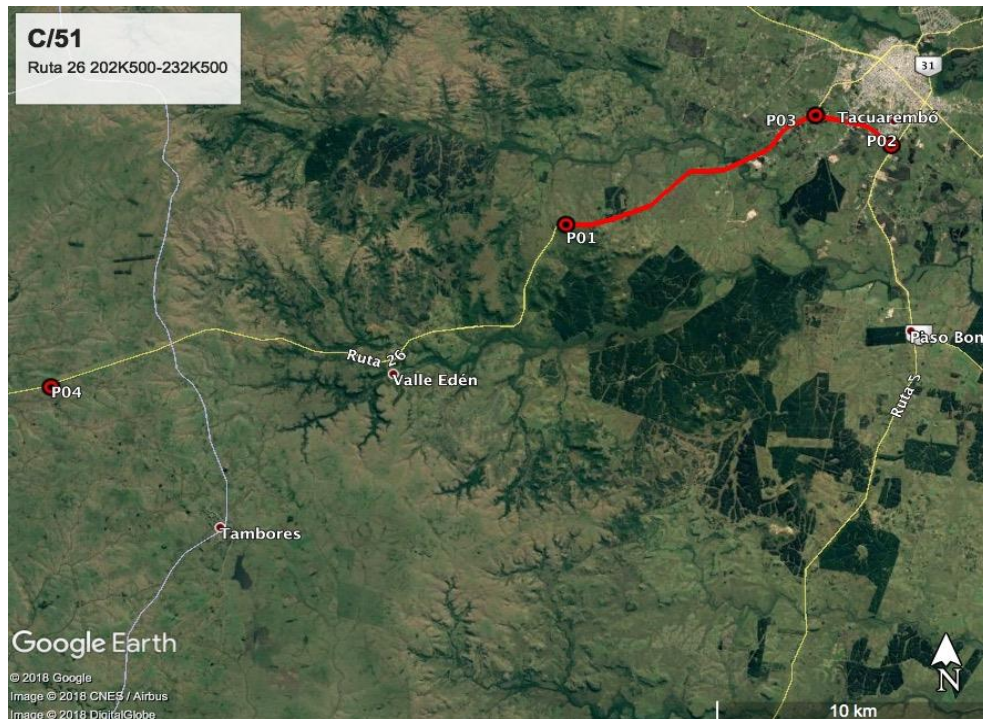 C/51
Ruta 26 202K500-232K500
31
P03
Tacuarembó
P02
P01
Paso Bon
Ruta 26
Valle Edén
P04
Ruta 5
Tambores
Google Earth
© 2018 Google
Image © 2018 CNES / Airbus
Image © 2018 DigitalGlobe
N
10 km